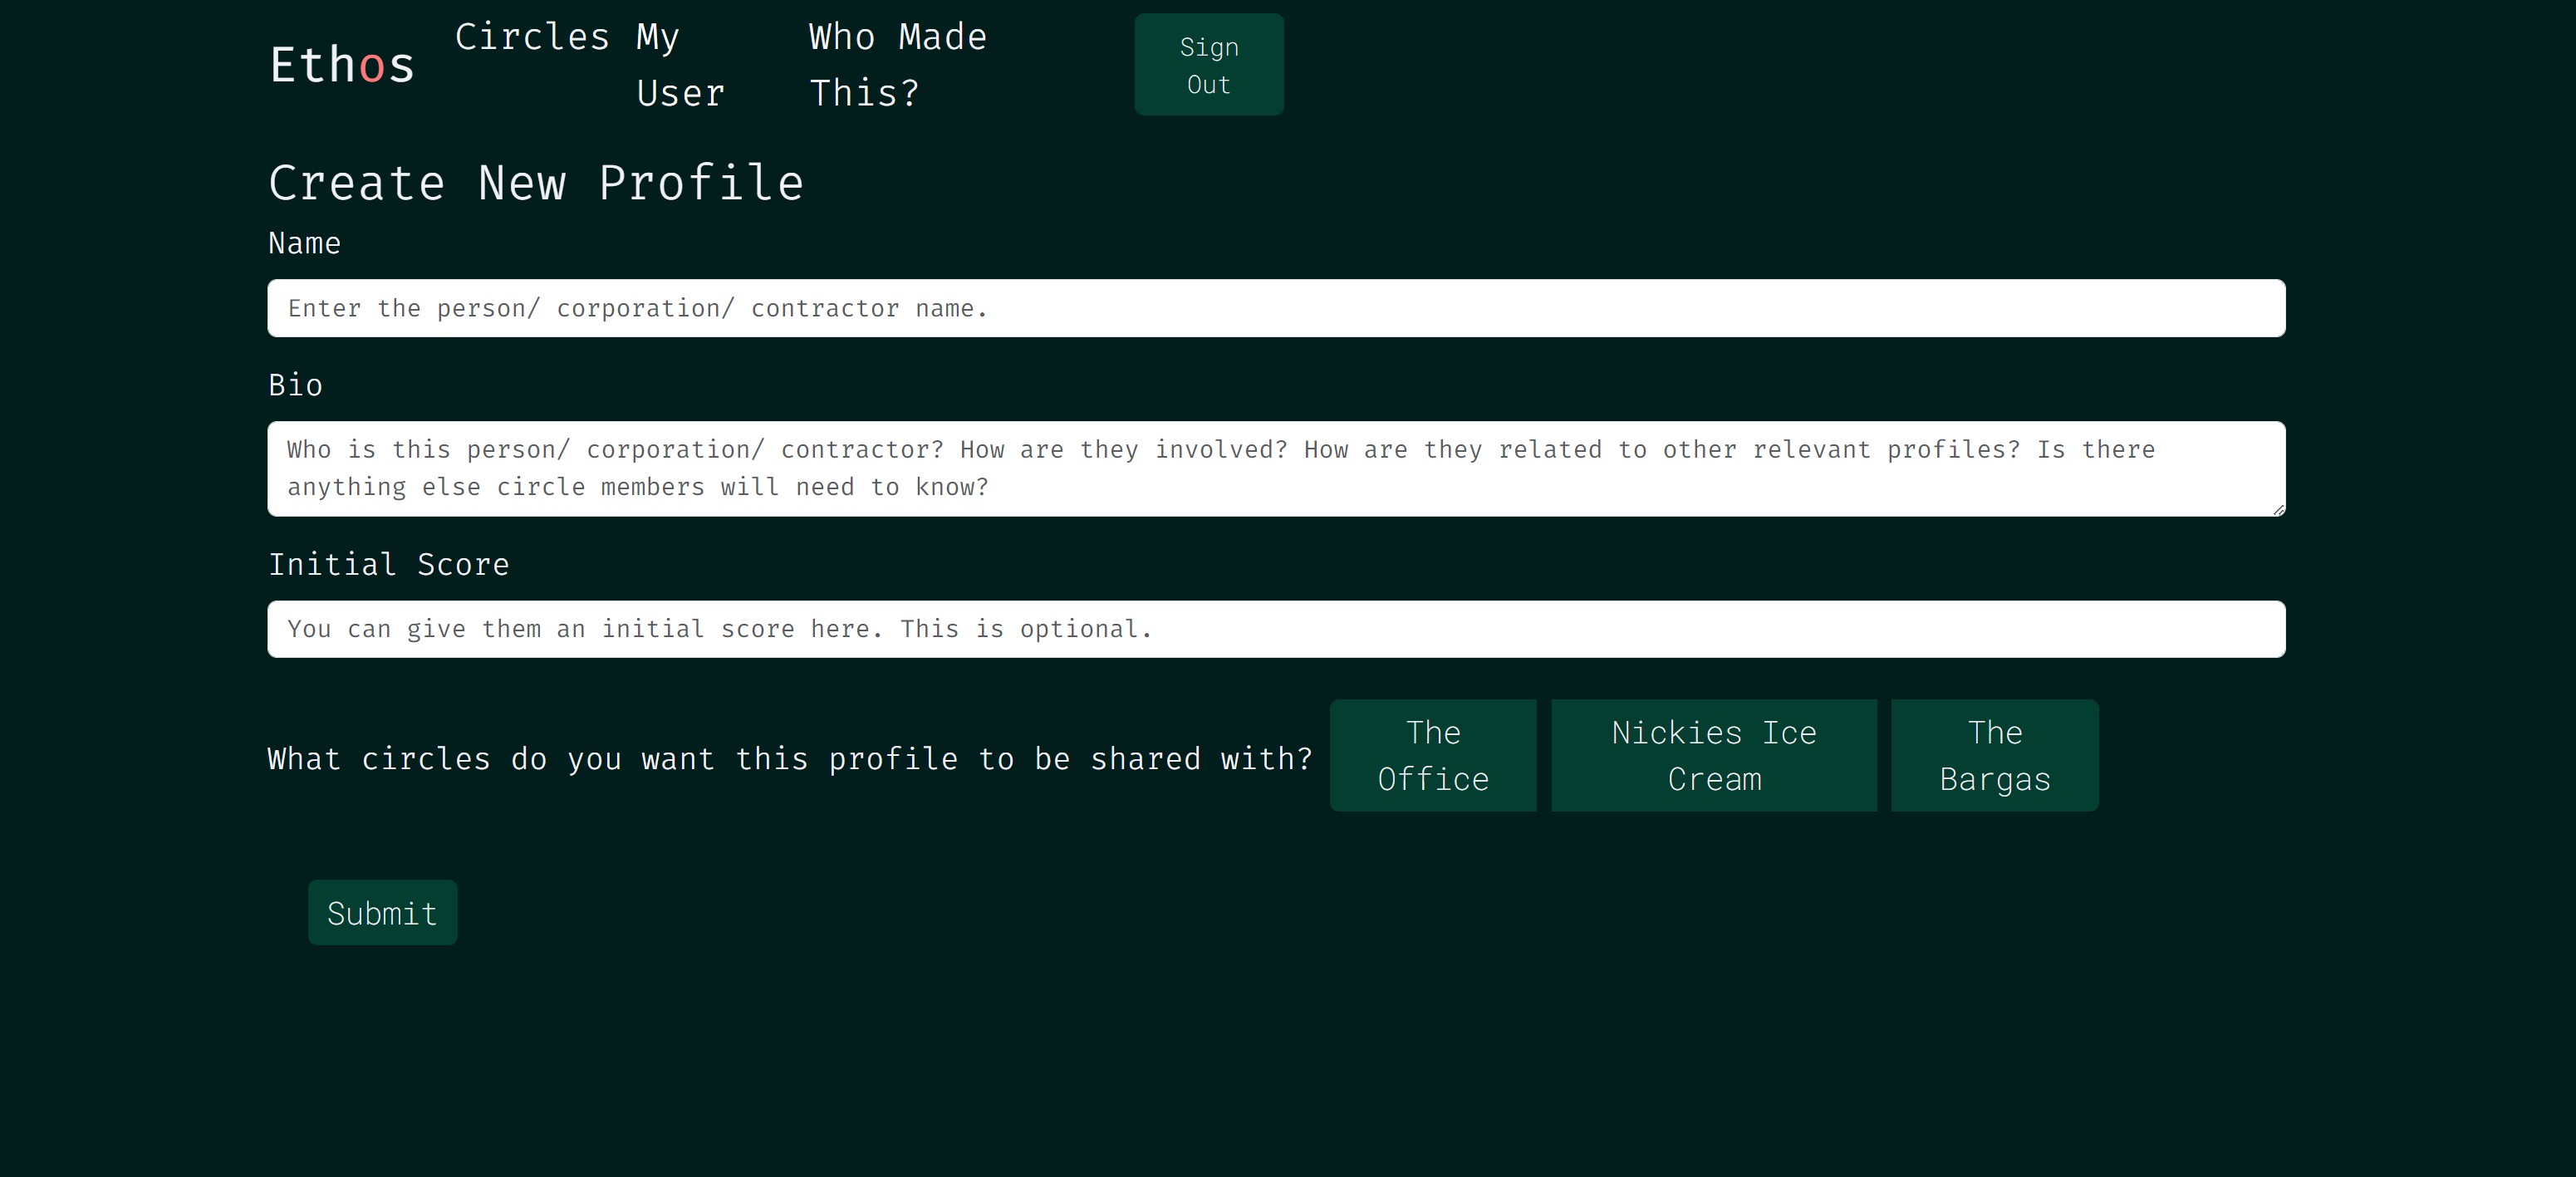 Ethos
Circles
My
User
Who Made
This?
Sign
Out
Create New Profile
Name
Enter the person/ corporation/ contractor name.
Bio
Who is this person/ corporation/ contractor? How are they involved? How are they related to other relevant profiles? Is there
anything else circle members will need to know?
Initial Score
You can give them an initial score here. This is optional.
What circles do you want this profile to be shared with?
The
Office
Nickies Ice
Cream
The
Bargas
Submit